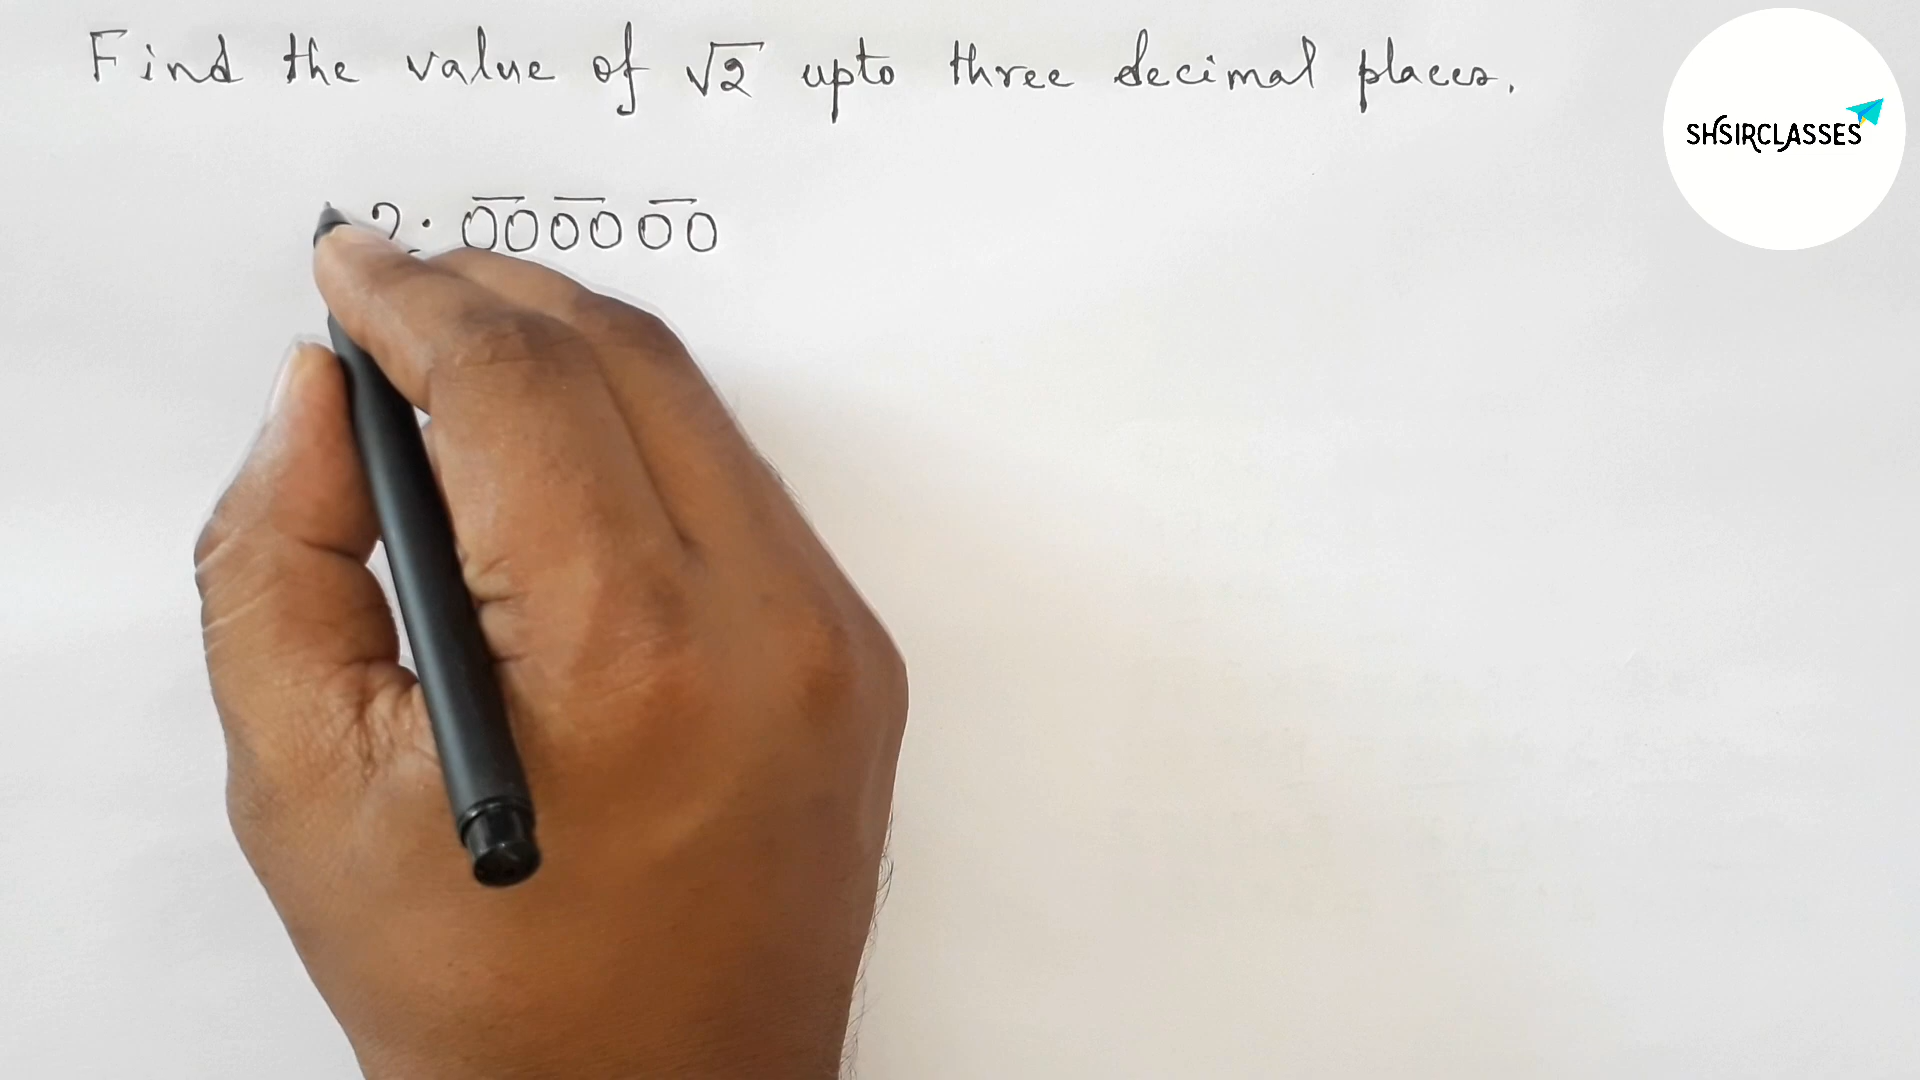 Find the value of √2 upto three decimal places.
SHSIRCLASSES
2. 000000